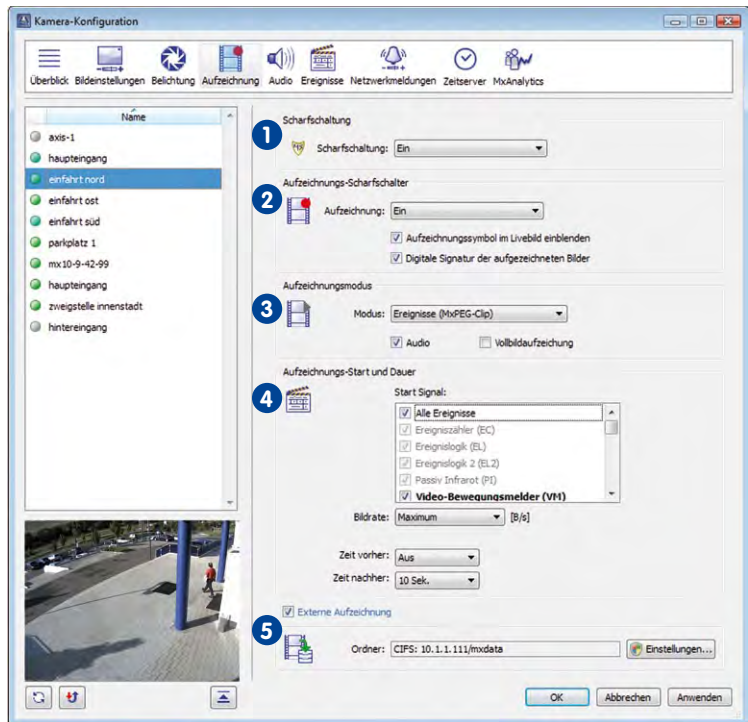 Kamera-Konfiguration
Überblick Bildeinstellungen Belichtung Aufzeichnung Audio Ereignisse Netzwerkmeldungen Zeitserver MxAnalytics
Name
axis-1
haupteingang
einfahrt nord
einfahrt ost
einfahrt süd
parkplatz 1
mx10-9-42-99
haupteingang
zweigstelle innenstadt
hintereingang
Scharfschaltung
1
Scharfschaltung: Ein
Aufzeichnungs-Scharfschalter
2
Aufzeichnung: Ein
Aufzeichnungssymbol im Livebild einblenden
Digitale Signatur der aufgezeichneten Bilder
Aufzeichnungsmodus
3
Modus: Ereignisse (MxPEG-Clip)
Audio Vollbildaufzeichung
Aufzeichnungs-Start und Dauer
4
Start Signal:
Alle Ereignisse
Ereigniszähler (EC)
Ereignislogik (EL)
Ereignislogik 2 (EL2)
Passiv Infrarot (PI)
Video-Bewegungsmelder (VM)
Bildrate: Maximum [B/s]
Zeit vorher: Aus
Zeit nachher: 10 Sek.
Externe Aufzeichnung
5
Ordner: CIFS: 10.1.1.111/mxdata Einstellungen...
OK Abbrechen Anwenden